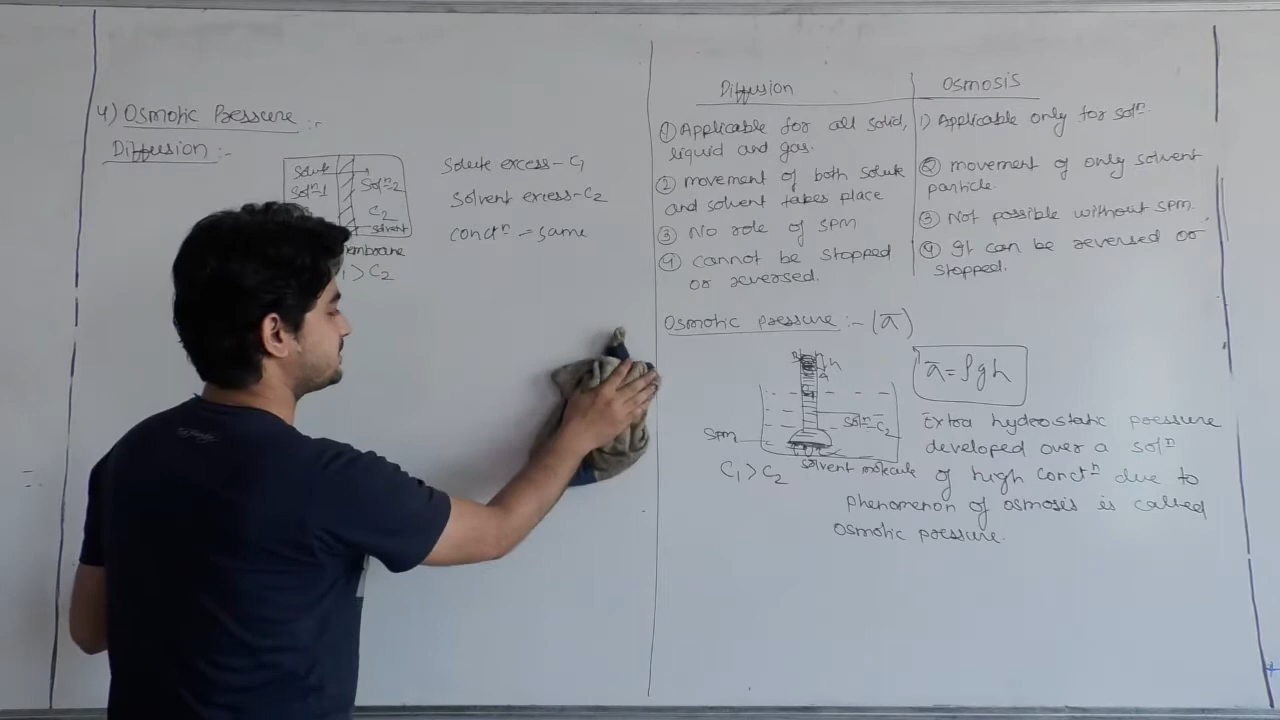 4) Osmotic Pressure :-
Diffusion :-
Solute
Solⁿ-1
Solⁿ-2
C₂
solvent
C₂
Solute excess - C₁
Solvent excess - C₂
conctⁿ = same
Diffusion
① Applicable for all solid,
liquid and gas.
② movement of both solute
and solvent takes place
③ No role of SPM
④ cannot be stopped
or reversed.
Osmosis
1) Applicable only for solⁿ.
② movement of only solvent
particle.
③ Not possible without SPM.
④ It can be reversed or
stopped.
Osmotic pressure :- (π)
h
SPM
Solⁿ-C₂
C₁ > C₂
solvent molecule
π = ρgh
Extra hydrostatic pressure
developed over a solⁿ
of high conctⁿ due to
phenomenon of osmosis is called
osmotic pressure.